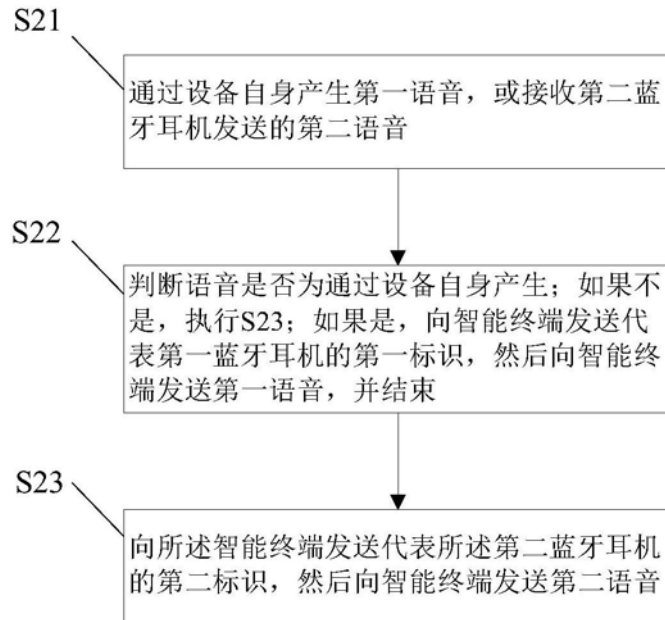 S21
通过设备自身产生第一语音，或接收第二蓝
牙耳机发送的第二语音
S22
判断语音是否为通过设备自身产生；如果不
是，执行S23；如果是，向智能终端发送代
表第一蓝牙耳机的第一标识，然后向智能终
端发送第一语音，并结束
S23
向所述智能终端发送代表所述第二蓝牙耳机
的第二标识，然后向智能终端发送第二语音